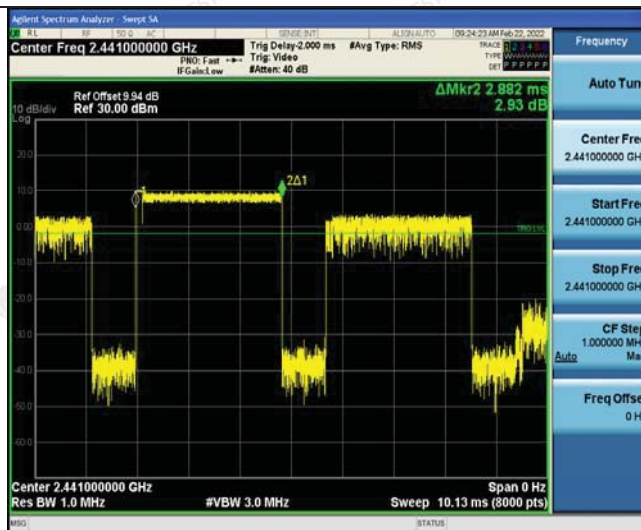 Agilent Spectrum Analyzer - Swept SA
RL RF 50 Ω AC SENSE:INT ALIGN AUTO 09:24:23 AM Feb 22, 2022
Center Freq 2.441000000 GHz
PNO: Fast
IFGain:Low
Trig Delay-2.000 ms
Trig: Video
#Atten: 40 dB
#Avg Type: RMS
TRACE 1 2 3 4 5 6
TYPE
DET P P P P P P
Ref Offset 9.94 dB
Ref 30.00 dBm
10 dB/div
Log
ΔMkr2 2.882 ms
2.93 dB
20.0
10.0
0.00
-10.0
-20.0
-30.0
-40.0
-50.0
-60.0
2Δ1
TRIG LVL
Center 2.441000000 GHz
Res BW 1.0 MHz
#VBW 3.0 MHz
Span 0 Hz
Sweep 10.13 ms (8000 pts)
MSG
STATUS
Frequency
Auto Tun
Center Fre
2.441000000 GH
Start Fre
2.441000000 GH
Stop Fre
2.441000000 GH
CF Ste
1.000000 MH
Auto Ma
Freq Offse
0 H